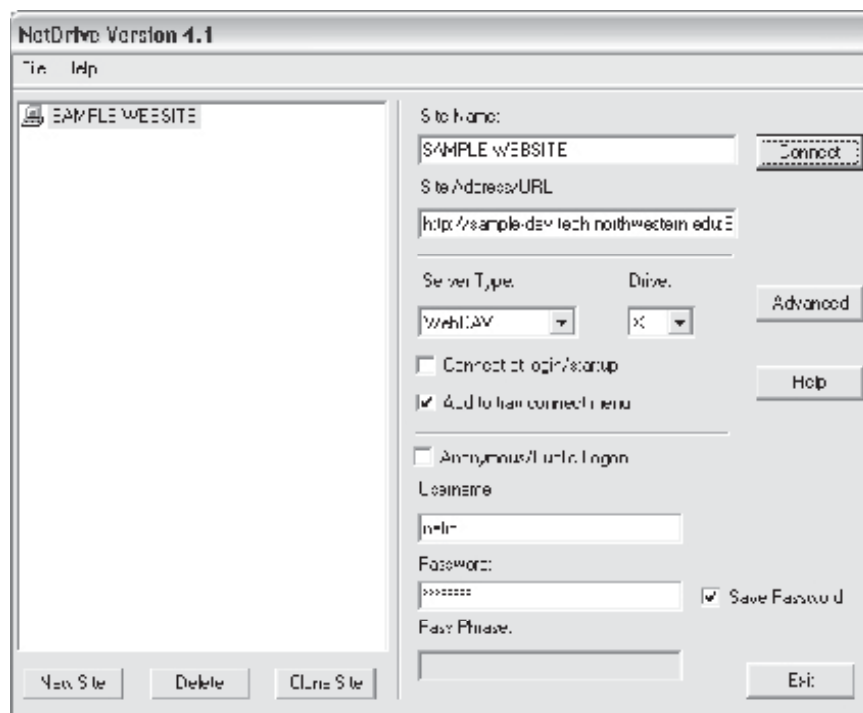 NetDrive Version 4.1
File Help
SAMPLE WEBSITE
Site Name:
SAMPLE WEBSITE
Connect
Site Address/URL
http://sample-dev.tech.northwestern.edu:8
Server Type:
Drive:
WebDAV
X
Advanced
Connect at login/startup
Add to tray connect menu
Help
Anonymous/Public Logon
Username
Password:
********
Save Password
Pass Phrase:
New Site
Delete
Clone Site
Exit